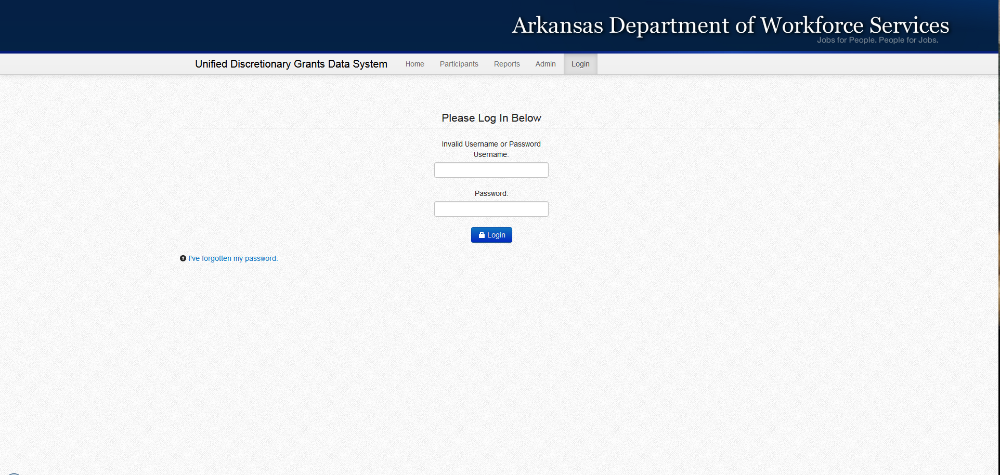 Arkansas Department of Workforce Services
Jobs for People. People for Jobs.
Unified Discretionary Grants Data System Home Participants Reports Admin Login
Please Log In Below
Invalid Username or Password
Username:
Password:
Login
I've forgotten my password.